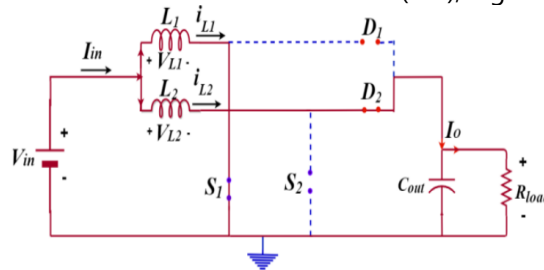 L1 iL1 D1
Iin
+ VL1 -
L2 iL2 D2
+ VL2 -
Io
+ +
Vin S1 S2 Cout Rload
- -